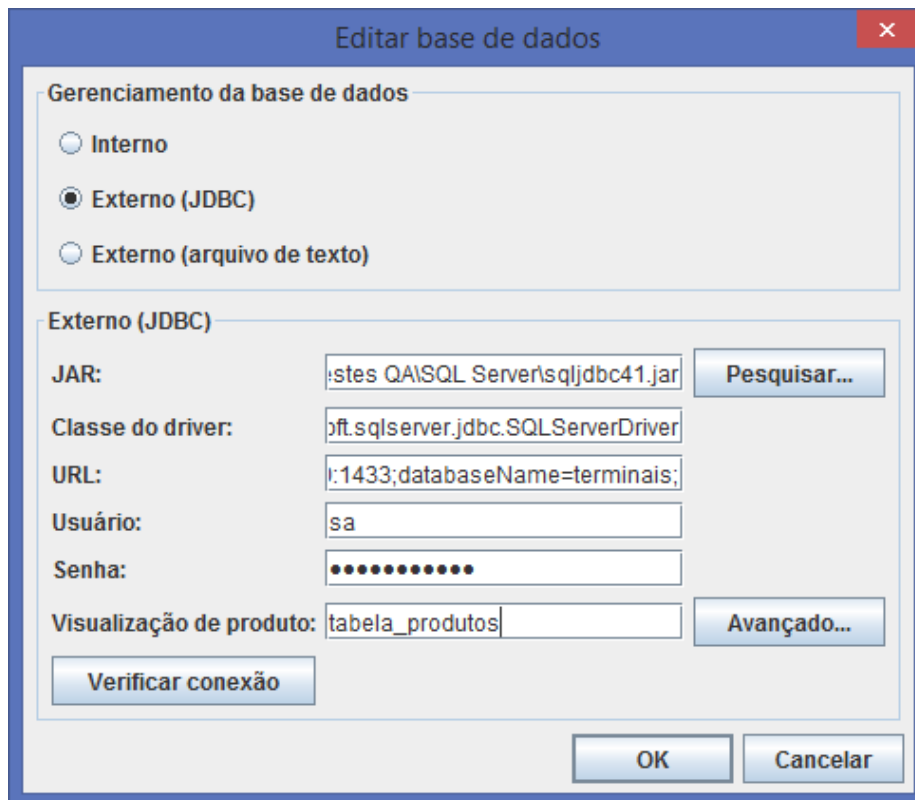 Editar base de dados
Gerenciamento da base de dados
Interno
Externo (JDBC)
Externo (arquivo de texto)
Externo (JDBC)
JAR: estes QA\SQL Server\sqljdbc41.jar Pesquisar...
Classe do driver: oft.sqlserver.jdbc.SQLServerDriver
URL: :1433;databaseName=terminais;
Usuário: sa
Senha: •••••••••••
Visualização de produto: tabela_produtos Avançado...
Verificar conexão
OK Cancelar